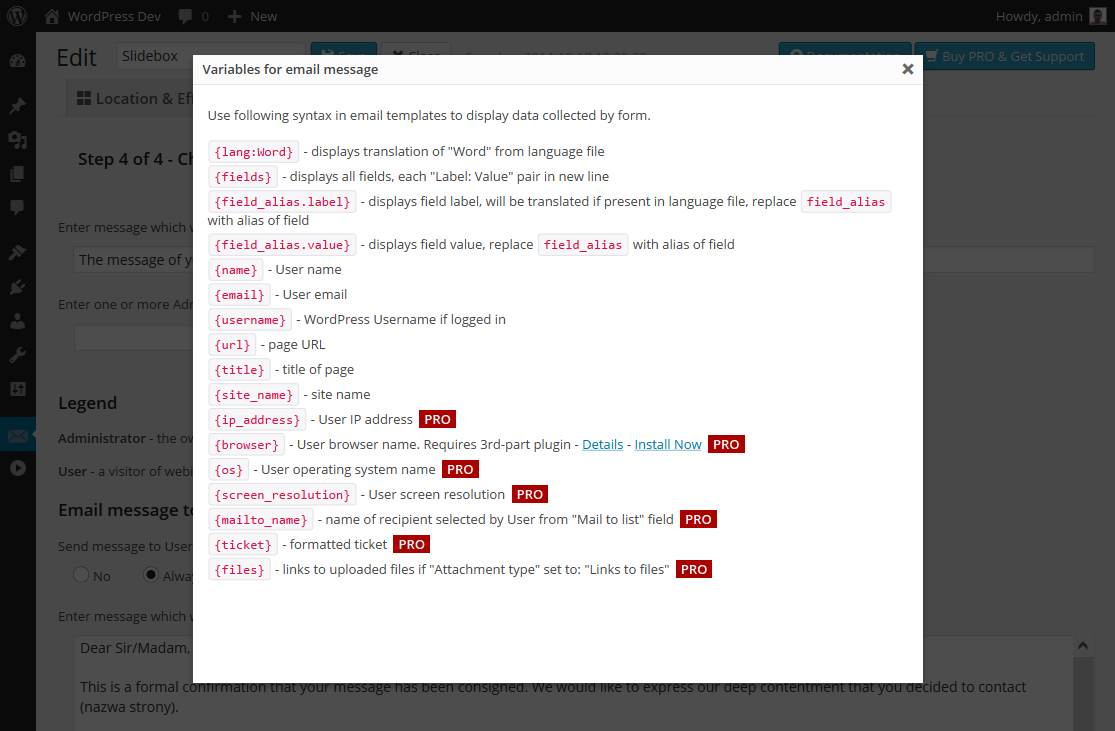 WordPress Dev 0 New Howdy, admin
Edit Slidebox Save Close Documentation Buy PRO & Get Support
Variables for email message
Location & Ef
Use following syntax in email templates to display data collected by form.
Step 4 of 4 - Ch
{lang:Word} - displays translation of "Word" from language file
{fields} - displays all fields, each "Label: Value" pair in new line
{field_alias.label} - displays field label, will be translated if present in language file, replace field_alias
with alias of field
Enter message which w
{field_alias.value} - displays field value, replace field_alias with alias of field
The message of y
{name} - User name
{email} - User email
Enter one or more Adm
{username} - WordPress Username if logged in
{url} - page URL
{title} - title of page
{site_name} - site name
Legend
{ip_address} - User IP address PRO
Administrator - the ow
{browser} - User browser name. Requires 3rd-part plugin - Details - Install Now PRO
User - a visitor of webs
{os} - User operating system name PRO
{screen_resolution} - User screen resolution PRO
Email message to
{mailto_name} - name of recipient selected by User from "Mail to list" field PRO
Send message to User
{ticket} - formatted ticket PRO
{files} - links to uploaded files if "Attachment type" set to: "Links to files" PRO
No Alwa
Enter message which w
Dear Sir/Madam,
This is a formal confirmation that your message has been consigned. We would like to express our deep contentment that you decided to contact
(nazwa strony).